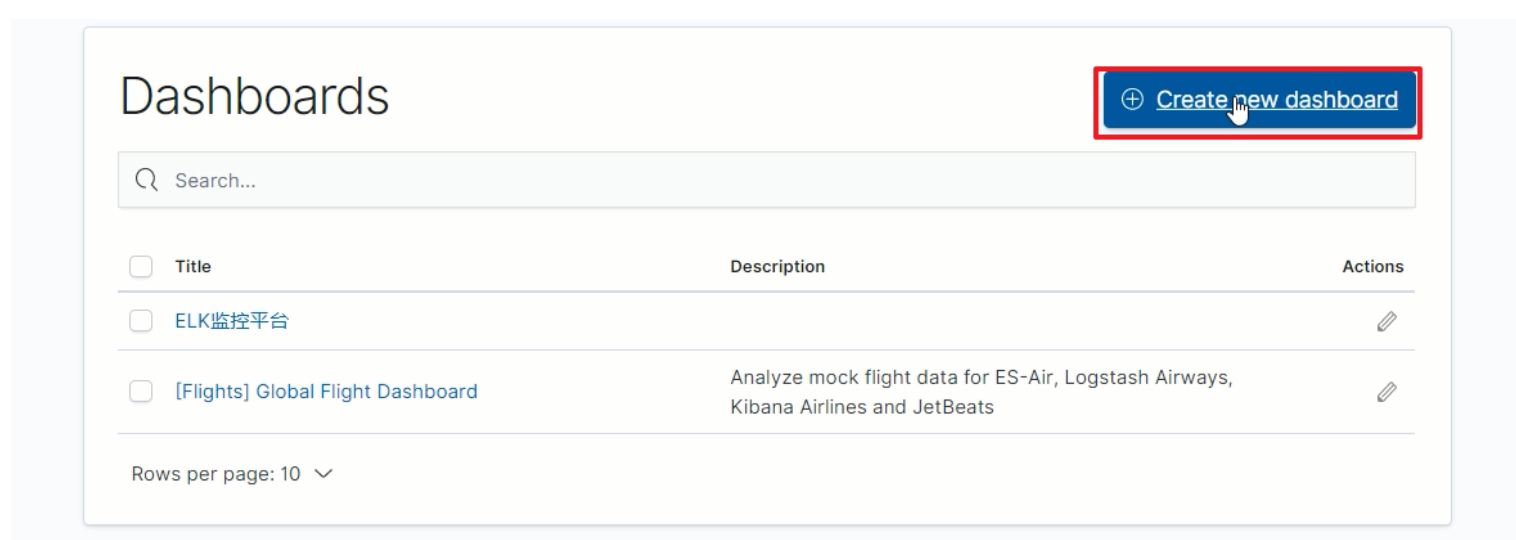 Dashboards
Create new dashboard
Search...
Title Description Actions
ELK监控平台
[Flights] Global Flight Dashboard
Analyze mock flight data for ES-Air, Logstash Airways,
Kibana Airlines and JetBeats
Rows per page: 10